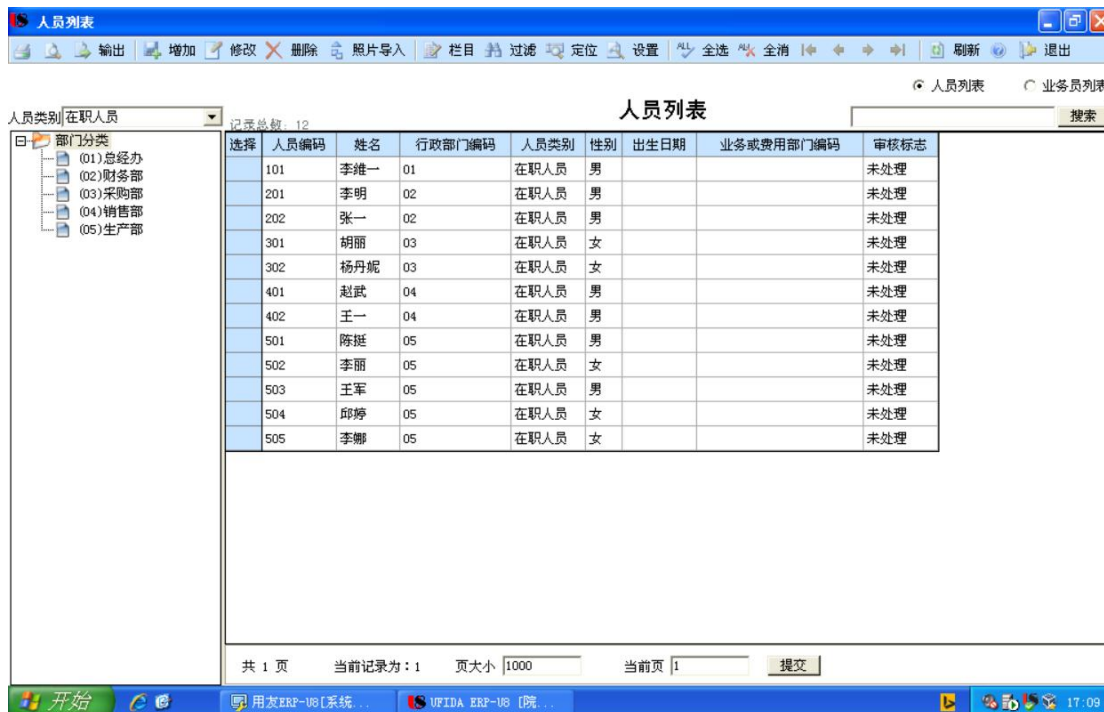 人员列表
输出 增加 修改 删除 照片导入 栏目 过滤 定位 设置 全选 全消 刷新 退出
人员列表 业务员列表
人员类别 在职人员 记录总数: 12 人员列表 搜索
部门分类
(01)总经办
(02)财务部
(03)采购部
(04)销售部
(05)生产部
选择 人员编码 姓名 行政部门编码 人员类别 性别 出生日期 业务或费用部门编码 审核标志
101 李维一 01 在职人员 男 未处理
201 李明 02 在职人员 男 未处理
202 张一 02 在职人员 男 未处理
301 胡丽 03 在职人员 女 未处理
302 杨丹妮 03 在职人员 女 未处理
401 赵武 04 在职人员 男 未处理
402 王一 04 在职人员 男 未处理
501 陈挺 05 在职人员 男 未处理
502 李丽 05 在职人员 女 未处理
503 王军 05 在职人员 男 未处理
504 邱婷 05 在职人员 女 未处理
505 李娜 05 在职人员 女 未处理
共 1 页 当前记录为：1 页大小 1000 当前页 1 提交
开始 用友ERP-U8[系统... UFIDA ERP-U8 [院... 17:09